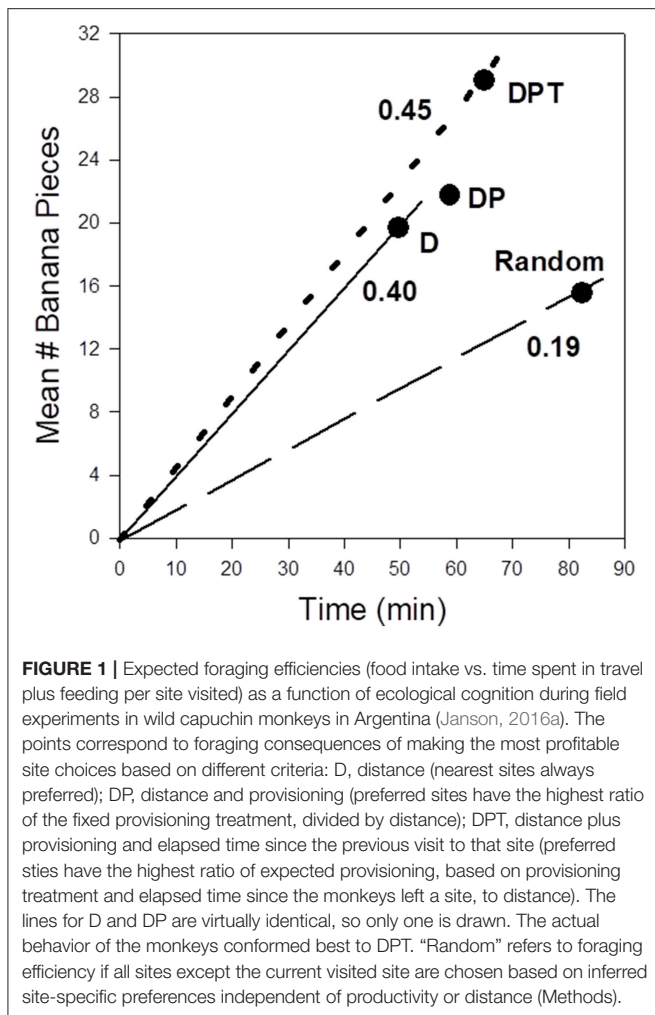 32
28
24
20
16
12
8
4
0
Mean # Banana Pieces
0.45
DPT
DP
D
0.40
Random
0.19
0 10 20 30 40 50 60 70 80 90
Time (min)
FIGURE 1 | Expected foraging efficiencies (food intake vs. time spent in travel
plus feeding per site visited) as a function of ecological cognition during field
experiments in wild capuchin monkeys in Argentina (Janson, 2016a). The
points correspond to foraging consequences of making the most profitable
site choices based on different criteria: D, distance (nearest sites always
preferred); DP, distance and provisioning (preferred sites have the highest ratio
of the fixed provisioning treatment, divided by distance); DPT, distance plus
provisioning and elapsed time since the previous visit to that site (preferred
sties have the highest ratio of expected provisioning, based on provisioning
treatment and elapsed time since the monkeys left a site, to distance). The
lines for D and DP are virtually identical, so only one is drawn. The actual
behavior of the monkeys conformed best to DPT. “Random” refers to foraging
efficiency if all sites except the current visited site are chosen based on inferred
site-specific preferences independent of productivity or distance (Methods).